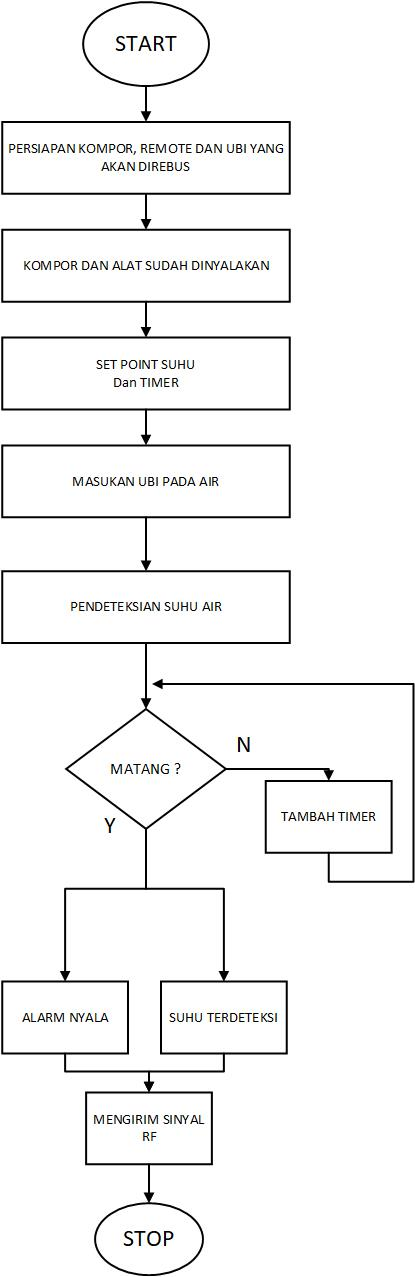 START
PERSIAPAN KOMPOR, REMOTE DAN UBI YANG
AKAN DIREBUS
KOMPOR DAN ALAT SUDAH DINYALAKAN
SET POINT SUHU
Dan TIMER
MASUKAN UBI PADA AIR
PENDETEKSIAN SUHU AIR
MATANG ?
N
TAMBAH TIMER
Y
ALARM NYALA
SUHU TERDETEKSI
MENGIRIM SINYAL
RF
STOP